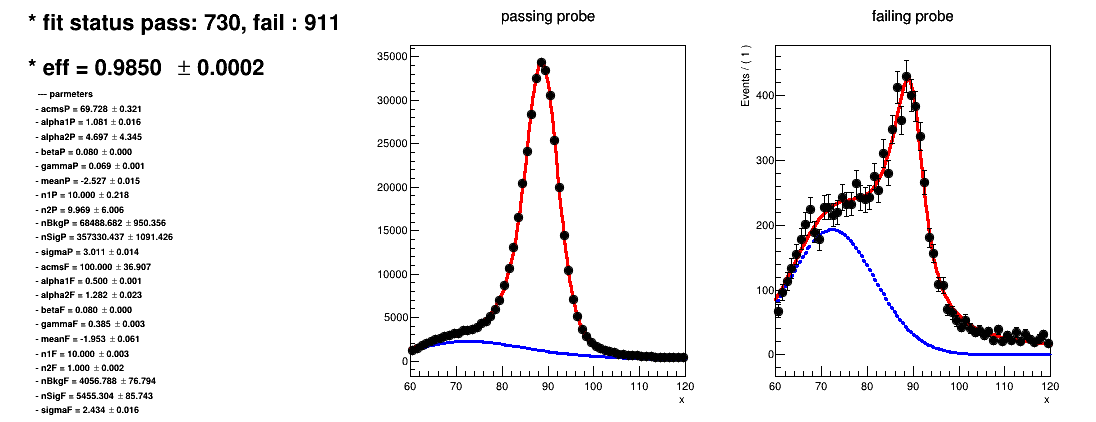 * fit status pass: 730, fail : 911
* eff = 0.9850 ± 0.0002
--- parmeters
- acmsP = 69.728 ± 0.321
- alpha1P = 1.081 ± 0.016
- alpha2P = 4.697 ± 4.345
- betaP = 0.080 ± 0.000
- gammaP = 0.069 ± 0.001
- meanP = -2.527 ± 0.015
- n1P = 10.000 ± 0.218
- n2P = 9.969 ± 6.006
- nBkgP = 68488.682 ± 950.356
- nSigP = 357330.437 ± 1091.426
- sigmaP = 3.011 ± 0.014
- acmsF = 100.000 ± 36.907
- alpha1F = 0.500 ± 0.001
- alpha2F = 1.282 ± 0.023
- betaF = 0.080 ± 0.000
- gammaF = 0.385 ± 0.003
- meanF = -1.953 ± 0.061
- n1F = 10.000 ± 0.003
- n2F = 1.000 ± 0.002
- nBkgF = 4056.788 ± 76.794
- nSigF = 5455.304 ± 85.743
- sigmaF = 2.434 ± 0.016
passing probe
35000
30000
25000
20000
15000
10000
5000
0
60 70 80 90 100 110 120
x
failing probe
Events / ( 1 )
400
300
200
100
0
60 70 80 90 100 110 120
x